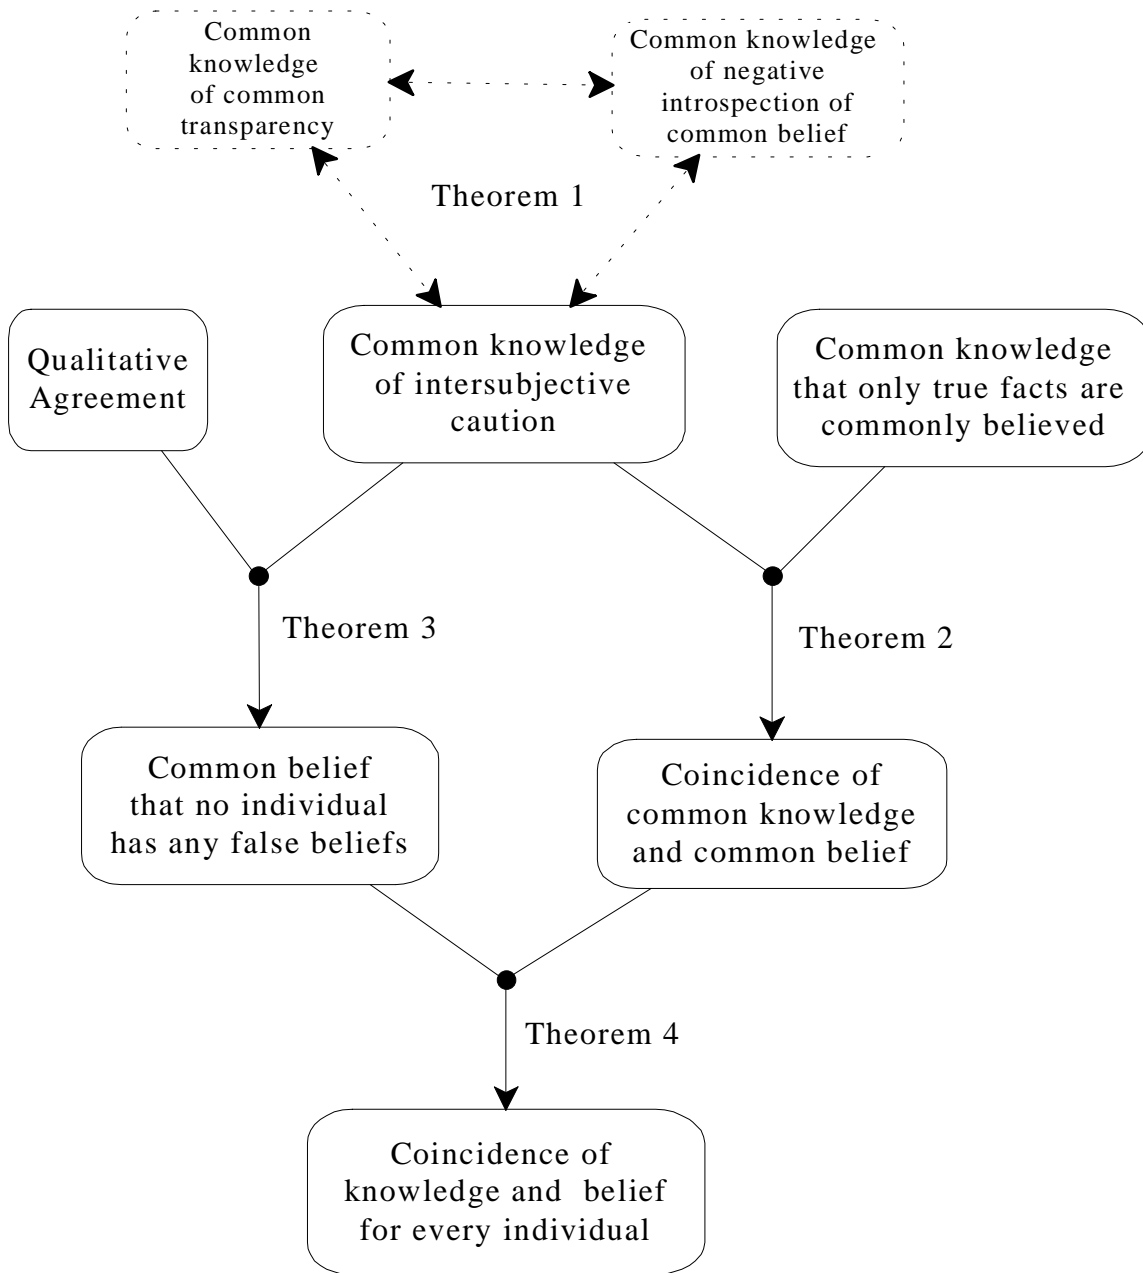 Common
knowledge
of common
transparency
Common knowledge
of negative
introspection of
common belief
Theorem 1
Qualitative
Agreement
Common knowledge
of intersubjective
caution
Common knowledge
that only true facts are
commonly believed
Theorem 3
Theorem 2
Common belief
that no individual
has any false beliefs
Coincidence of
common knowledge
and common belief
Theorem 4
Coincidence of
knowledge and belief
for every individual